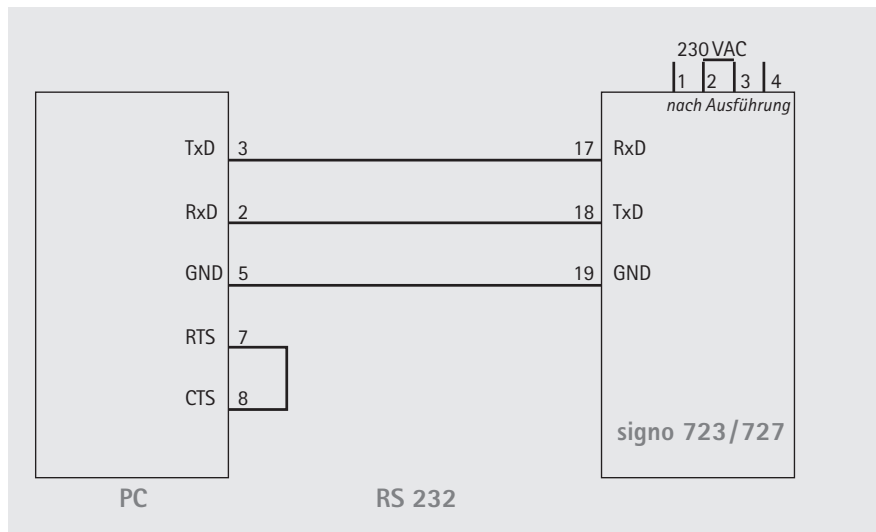 230 VAC
1 2 3 4
nach Ausführung
TxD 3 17 RxD
RxD 2 18 TxD
GND 5 19 GND
RTS 7
CTS 8
signo 723/727
PC RS 232